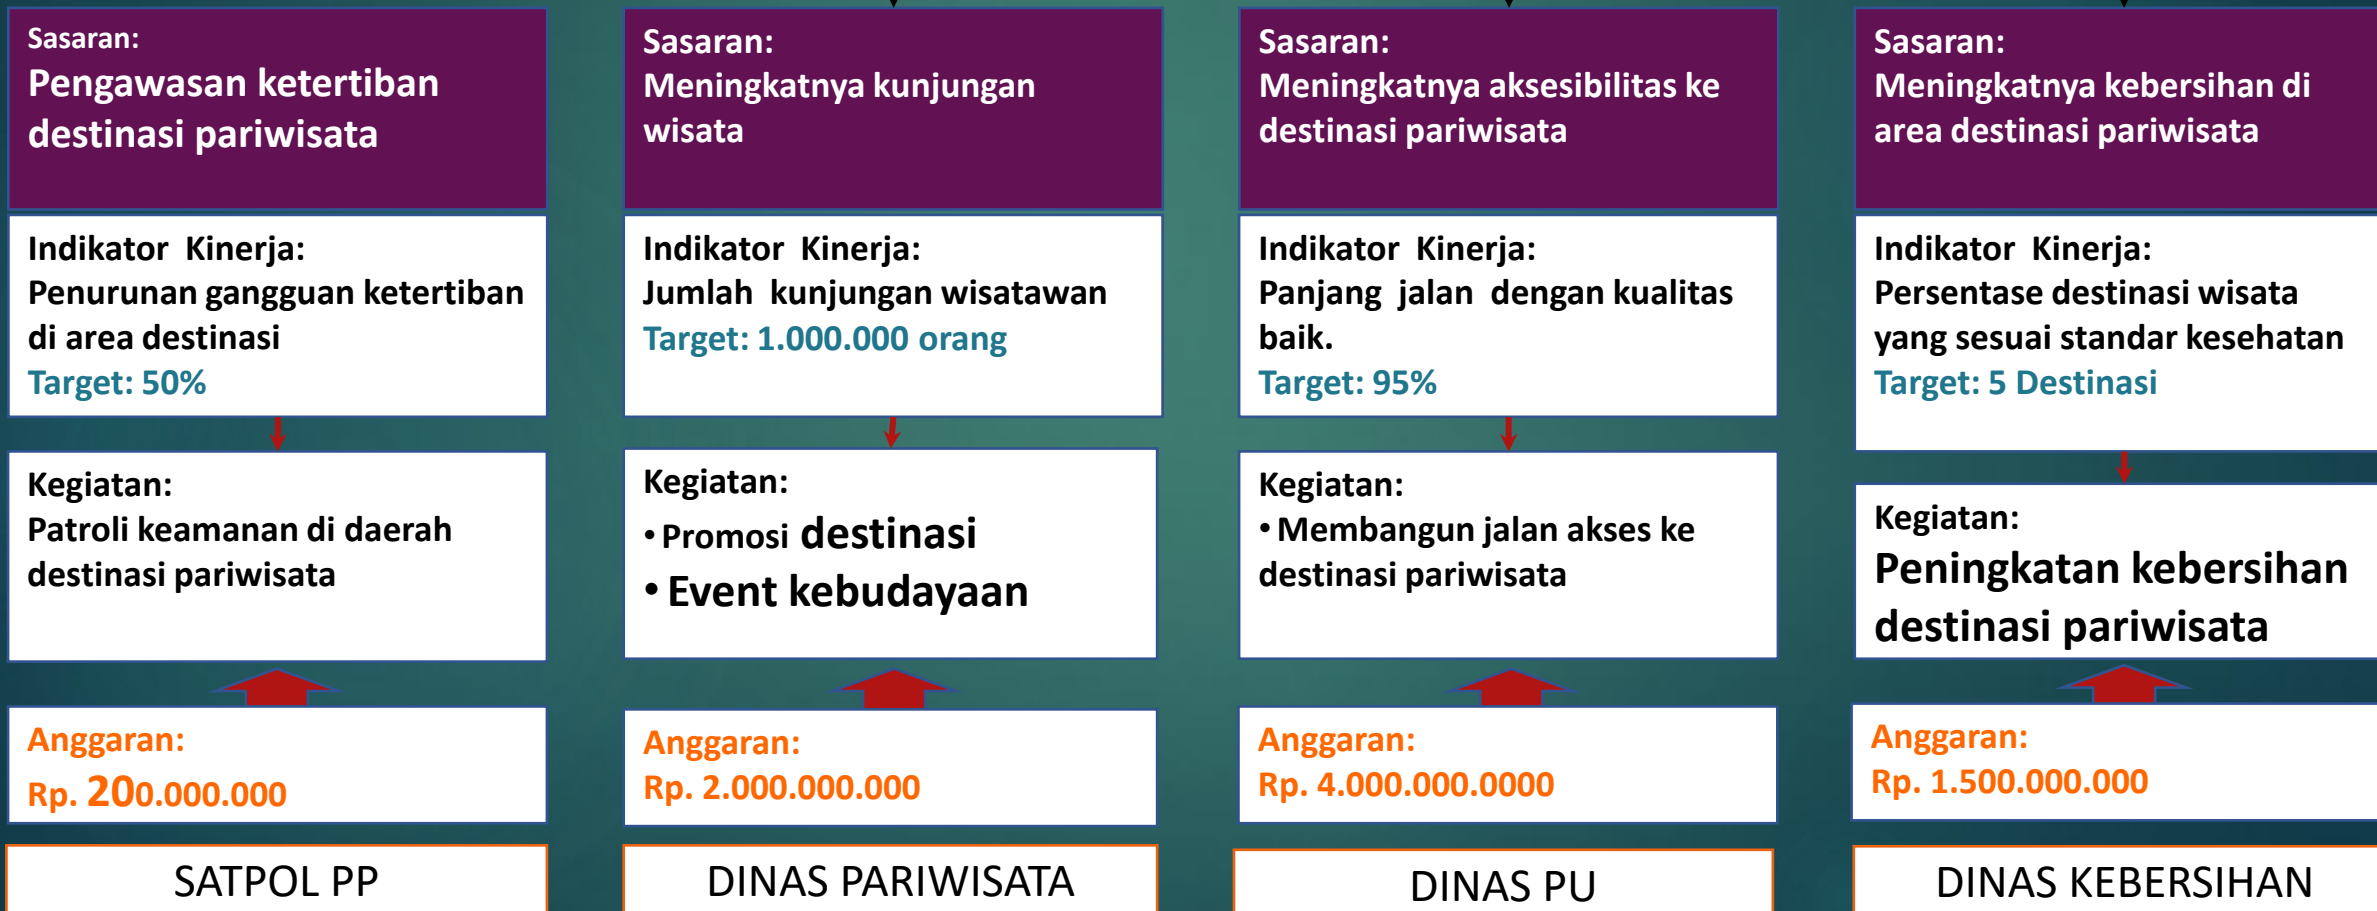 Sasaran:
Pengawasan ketertiban
destinasi pariwisata
Indikator Kinerja:
Penurunan gangguan ketertiban
di area destinasi
Target: 50%
Kegiatan:
Patroli keamanan di daerah
destinasi pariwisata
Anggaran:
Rp. 200.000.000
SATPOL PP
Sasaran:
Meningkatnya kunjungan
wisata
Indikator Kinerja:
Jumlah kunjungan wisatawan
Target: 1.000.000 orang
Kegiatan:
• Promosi destinasi
• Event kebudayaan
Anggaran:
Rp. 2.000.000.000
DINAS PARIWISATA
Sasaran:
Meningkatnya aksesibilitas ke
destinasi pariwisata
Indikator Kinerja:
Panjang jalan dengan kualitas
baik.
Target: 95%
Kegiatan:
• Membangun jalan akses ke
destinasi pariwisata
Anggaran:
Rp. 4.000.000.0000
DINAS PU
Sasaran:
Meningkatnya kebersihan di
area destinasi pariwisata
Indikator Kinerja:
Persentase destinasi wisata
yang sesuai standar kesehatan
Target: 5 Destinasi
Kegiatan:
Peningkatan kebersihan
destinasi pariwisata
Anggaran:
Rp. 1.500.000.000
DINAS KEBERSIHAN